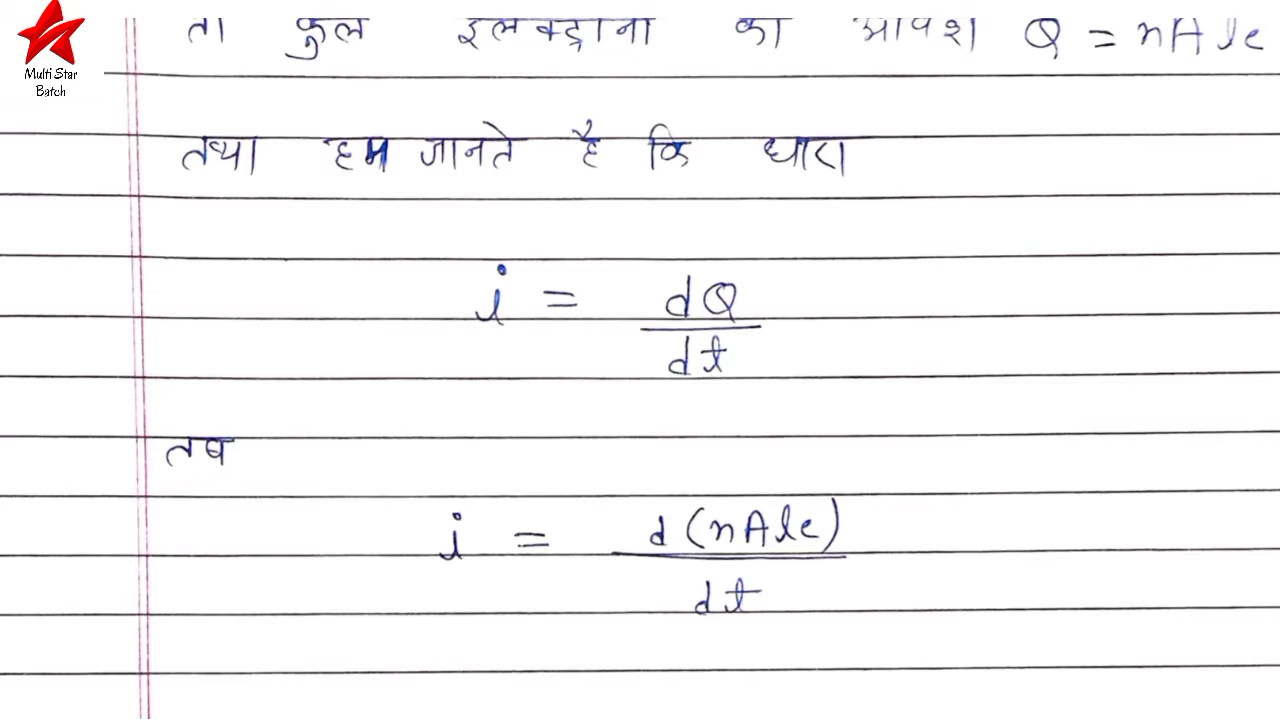 Multi Star
Batch
तो कुल इलेक्ट्रानो का आवेश Q = nAle
तथा हम जानते है कि धारा
i = dQ
dt
तब
i = d(nAle)
dt